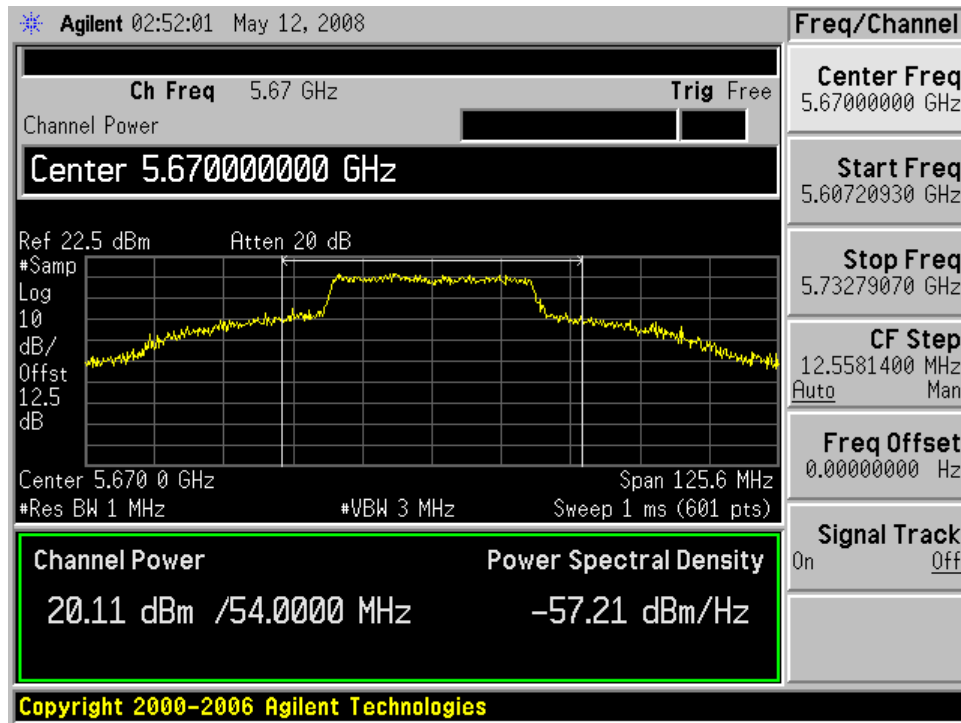 Agilent 02:52:01 May 12, 2008
Freq/Channel
Ch Freq 5.67 GHz Trig Free
Channel Power
Center 5.670000000 GHz
Ref 22.5 dBm Atten 20 dB
#Samp
Log
10
dB/
Offst
12.5
dB
Center 5.670 0 GHz Span 125.6 MHz
#Res BW 1 MHz #VBW 3 MHz Sweep 1 ms (601 pts)
Channel Power Power Spectral Density
20.11 dBm /54.0000 MHz -57.21 dBm/Hz
Center Freq
5.67000000 GHz
Start Freq
5.60720930 GHz
Stop Freq
5.73279070 GHz
CF Step
12.5581400 MHz
Auto Man
Freq Offset
0.00000000 Hz
Signal Track
On Off
Copyright 2000-2006 Agilent Technologies